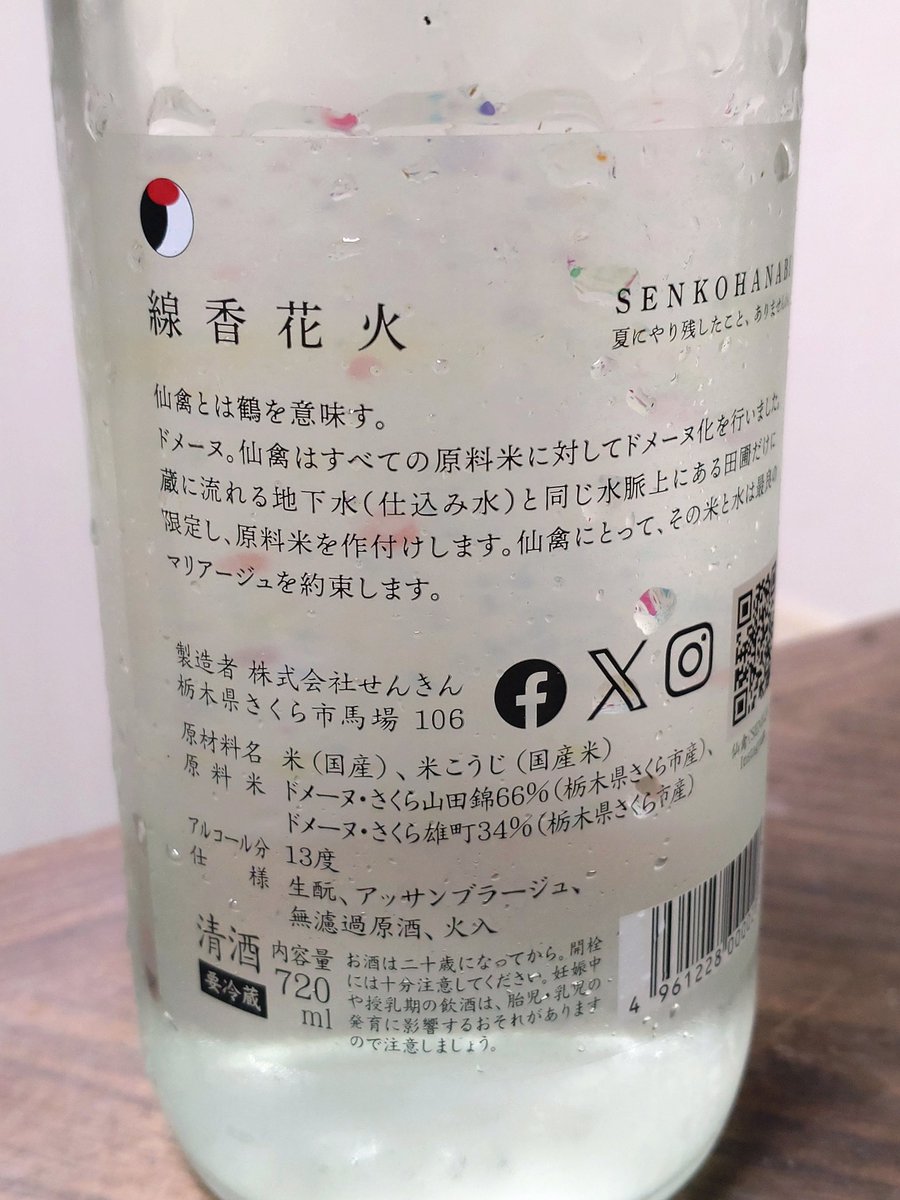 線香花火
SENKOHANAB
夏にやり残したこと、ありません
仙禽とは鶴を意味す。
ドメーヌ。仙禽はすべての原料米に対してドメーヌ化を行いました。
蔵に流れる地下水(仕込み水)と同じ水脈上にある田圃だけに
限定し、原料米を作付けします。仙禽にとって、その米と水は最良の
マリアージュを約束します。
製造者 株式会社せんきん
栃木県さくら市馬場 106
原材料名 米(国産)、米こうじ(国産米)
原料米 ドメーヌ・さくら山田錦66%(栃木県さくら市産)、
ドメーヌ・さくら雄町34%(栃木県さくら市産)
アルコール分 13度
仕様 生酛、アッサンブラージュ、
無濾過原酒、火入
清酒
要冷蔵
内容量
720
ml
お酒は二十歳になってから。開栓
には十分注意してください。妊娠中
や授乳期の飲酒は、胎児・乳児の
発育に影響するおそれがあります
ので注意しましょう。
4 961228 0000